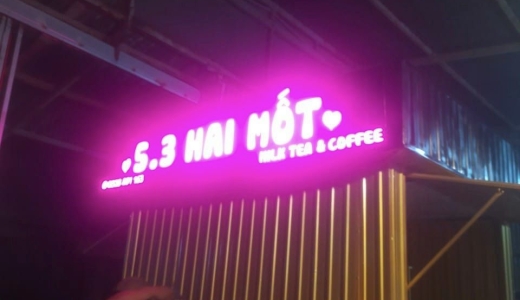 5.3 HAI MỐT
MILK TEA & COFFEE